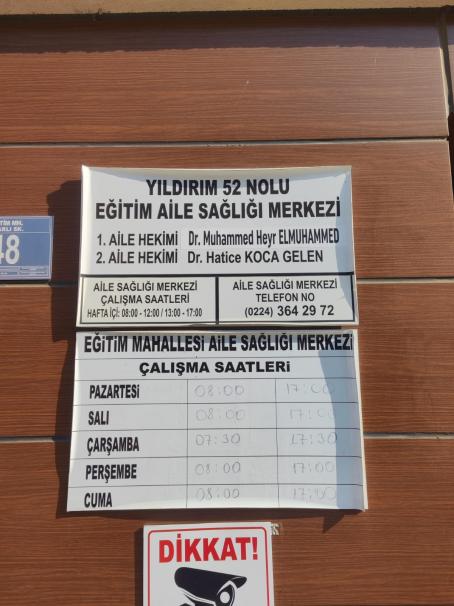 YILDIRIM 52 NOLU
EĞİTİM AİLE SAĞLIĞI MERKEZİ
1. AİLE HEKİMİ Dr. Muhammed Heyr ELMUHAMMED
2. AİLE HEKİMİ Dr. Hatice KOCA GELEN
AİLE SAĞLIĞI MERKEZİ
ÇALIŞMA SAATLERİ
HAFTA İÇİ: 08:00 - 12:00 / 13:00 - 17:00
AİLE SAĞLIĞI MERKEZİ
TELEFON NO
(0224) 364 29 72
48
EĞİTİM MAHALLESİ AİLE SAĞLIĞI MERKEZİ
ÇALIŞMA SAATLERİ
PAZARTESİ 08:00 17:00
SALI 08:00 17:00
ÇARŞAMBA 07:30 17:30
PERŞEMBE 08:00 17:00
CUMA 08:00 17:00
DİKKAT!